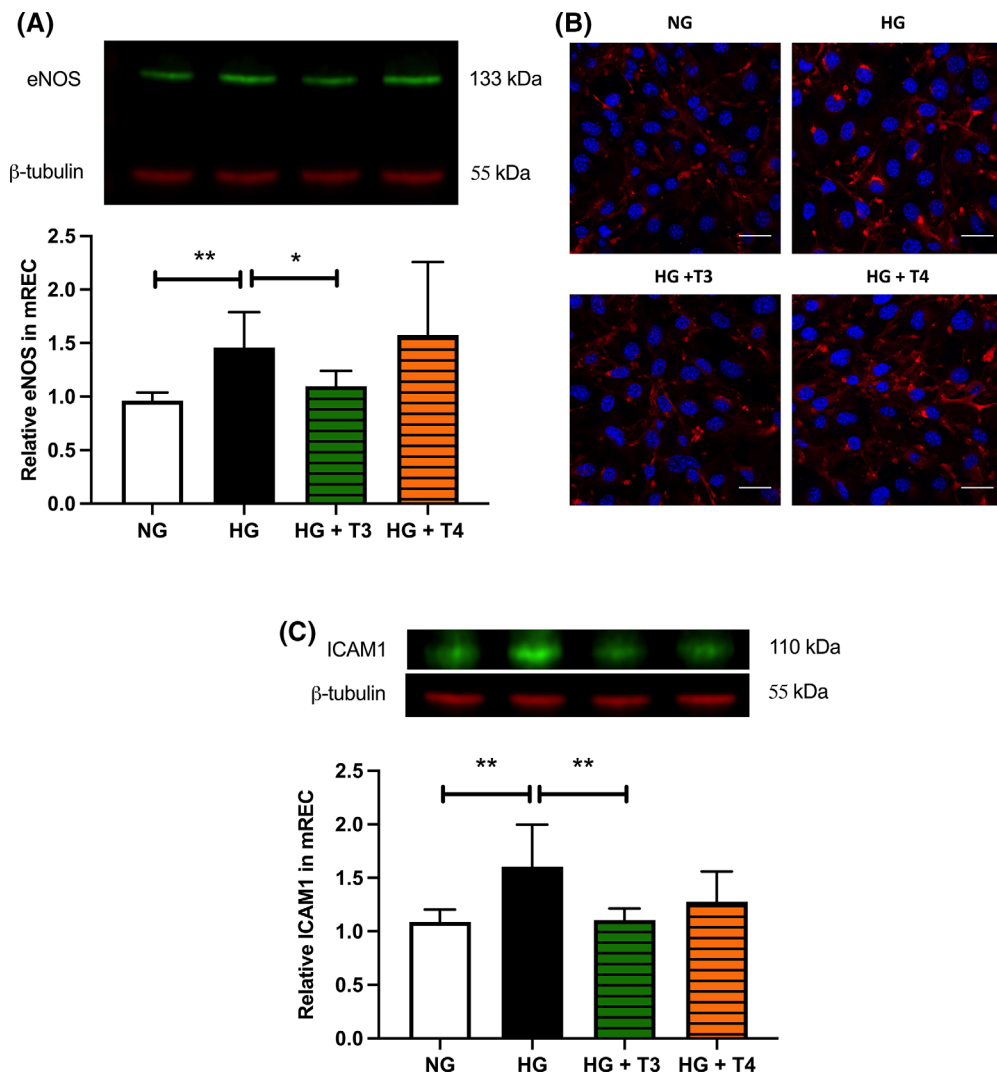 (A)
eNOS
133 kDa
β-tubulin
55 kDa
Relative eNOS in mREC
2.5
2.0
1.5
1.0
0.5
0.0
**
*
NG
HG
HG + T3
HG + T4
(B)
NG
HG
HG +T3
HG + T4
(C)
ICAM1
110 kDa
β-tubulin
55 kDa
Relative ICAM1 in mREC
2.5
2.0
1.5
1.0
0.5
0.0
**
**
NG
HG
HG + T3
HG + T4